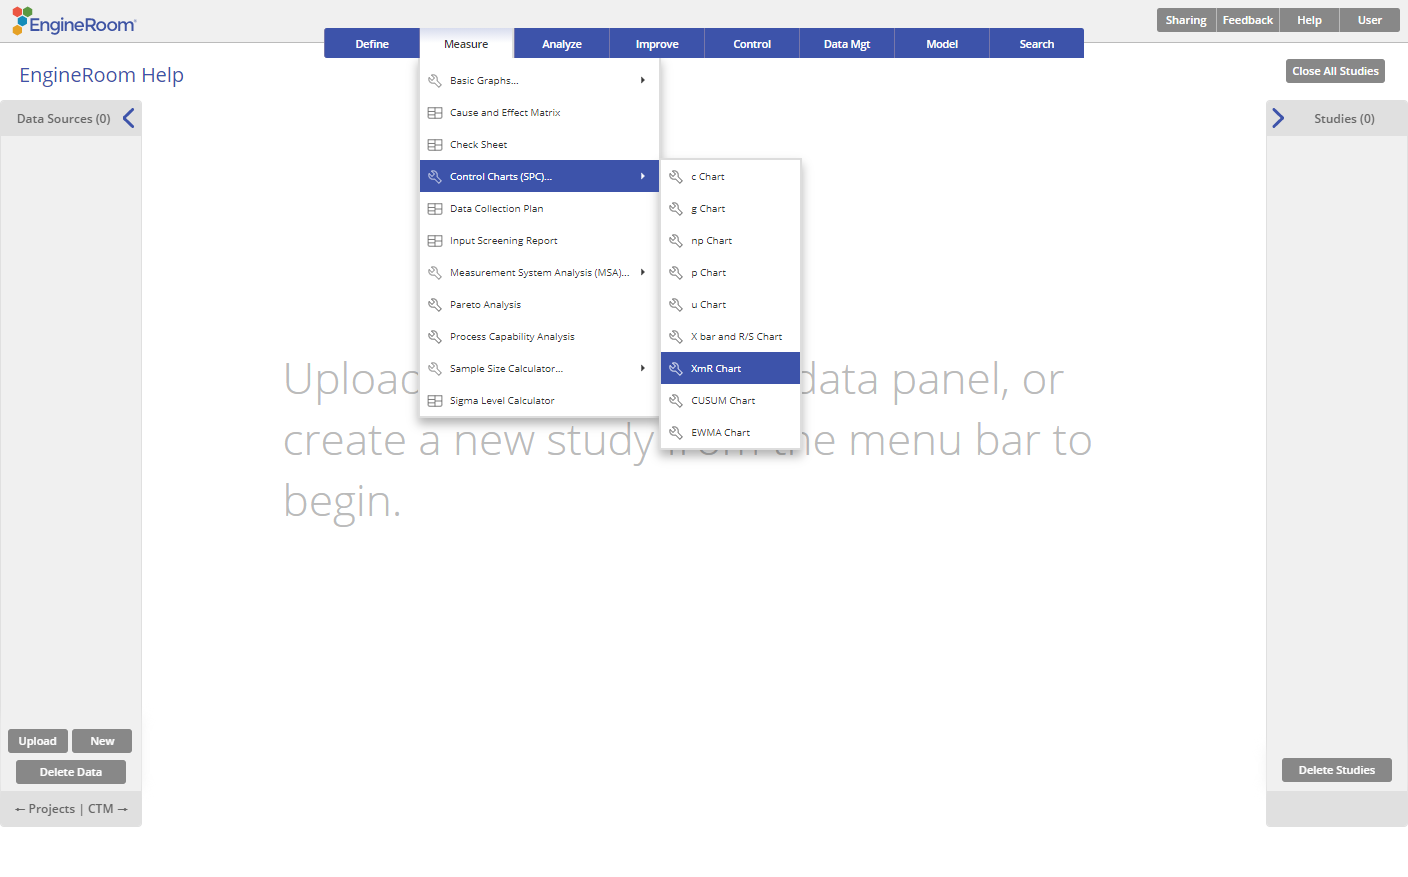 EngineRoom
Sharing
Feedback
Help
User
Define
Measure
Analyze
Improve
Control
Data Mgt
Model
Search
EngineRoom Help
Close All Studies
Data Sources (0)
Studies (0)
Basic Graphs...
Cause and Effect Matrix
Check Sheet
Control Charts (SPC)...
Data Collection Plan
Input Screening Report
Measurement System Analysis (MSA)...
Pareto Analysis
Process Capability Analysis
Sample Size Calculator...
Sigma Level Calculator
c Chart
g Chart
np Chart
p Chart
u Chart
X bar and R/S Chart
XmR Chart
CUSUM Chart
EWMA Chart
Upload data panel, or
create a new study from the menu bar to
begin.
Upload
New
Delete Data
← Projects | CTM →
Delete Studies